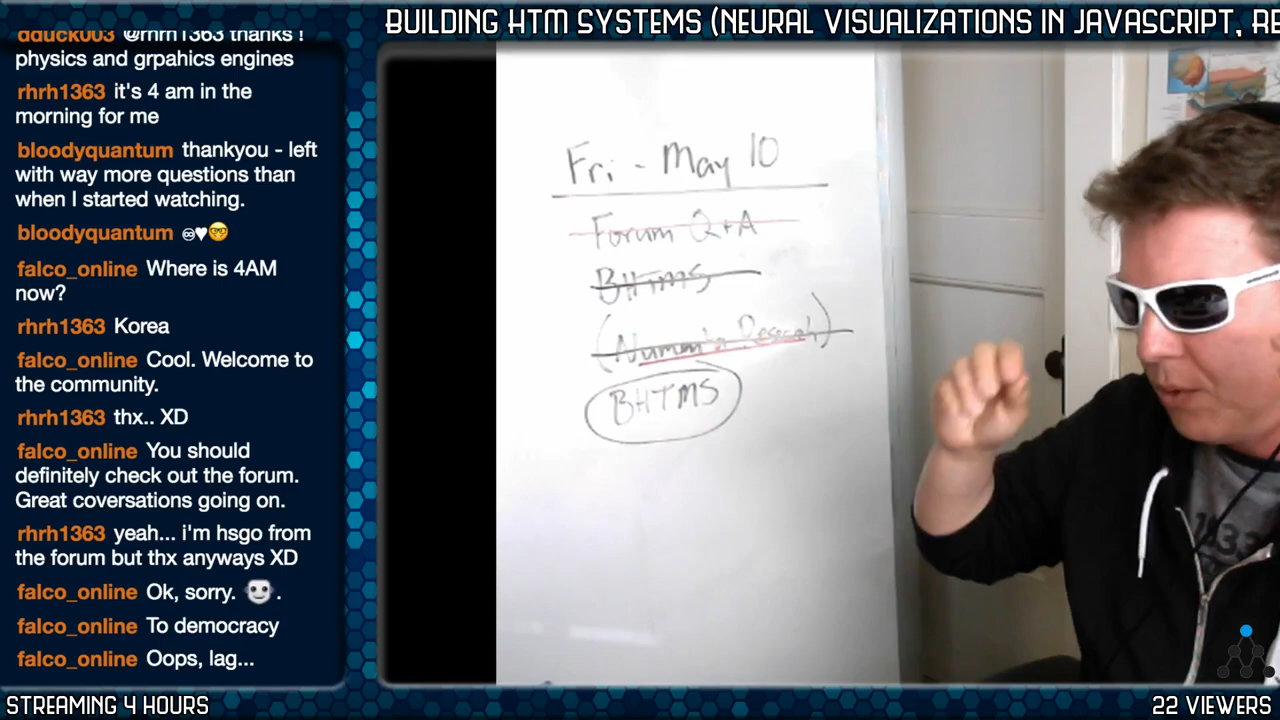 BUILDING HTM SYSTEMS (NEURAL VISUALIZATIONS IN JAVASCRIPT, RE
dduck003 @rhrh1363 thanks !
physics and grpahics engines
rhrh1363 it's 4 am in the
morning for me
bloodyquantum thankyou - left
with way more questions than
when I started watching.
bloodyquantum ♾♥🤓
falco_online Where is 4AM
now?
rhrh1363 Korea
falco_online Cool. Welcome to
the community.
rhrh1363 thx.. XD
falco_online You should
definitely check out the forum.
Great coversations going on.
rhrh1363 yeah... i'm hsgo from
the forum but thx anyways XD
falco_online Ok, sorry. .
falco_online To democracy
falco_online Oops, lag...
Fri - May 10
Forum Q+A
BHTMS
(Numenta Research)
BHTMS
STREAMING 4 HOURS
22 VIEWERS